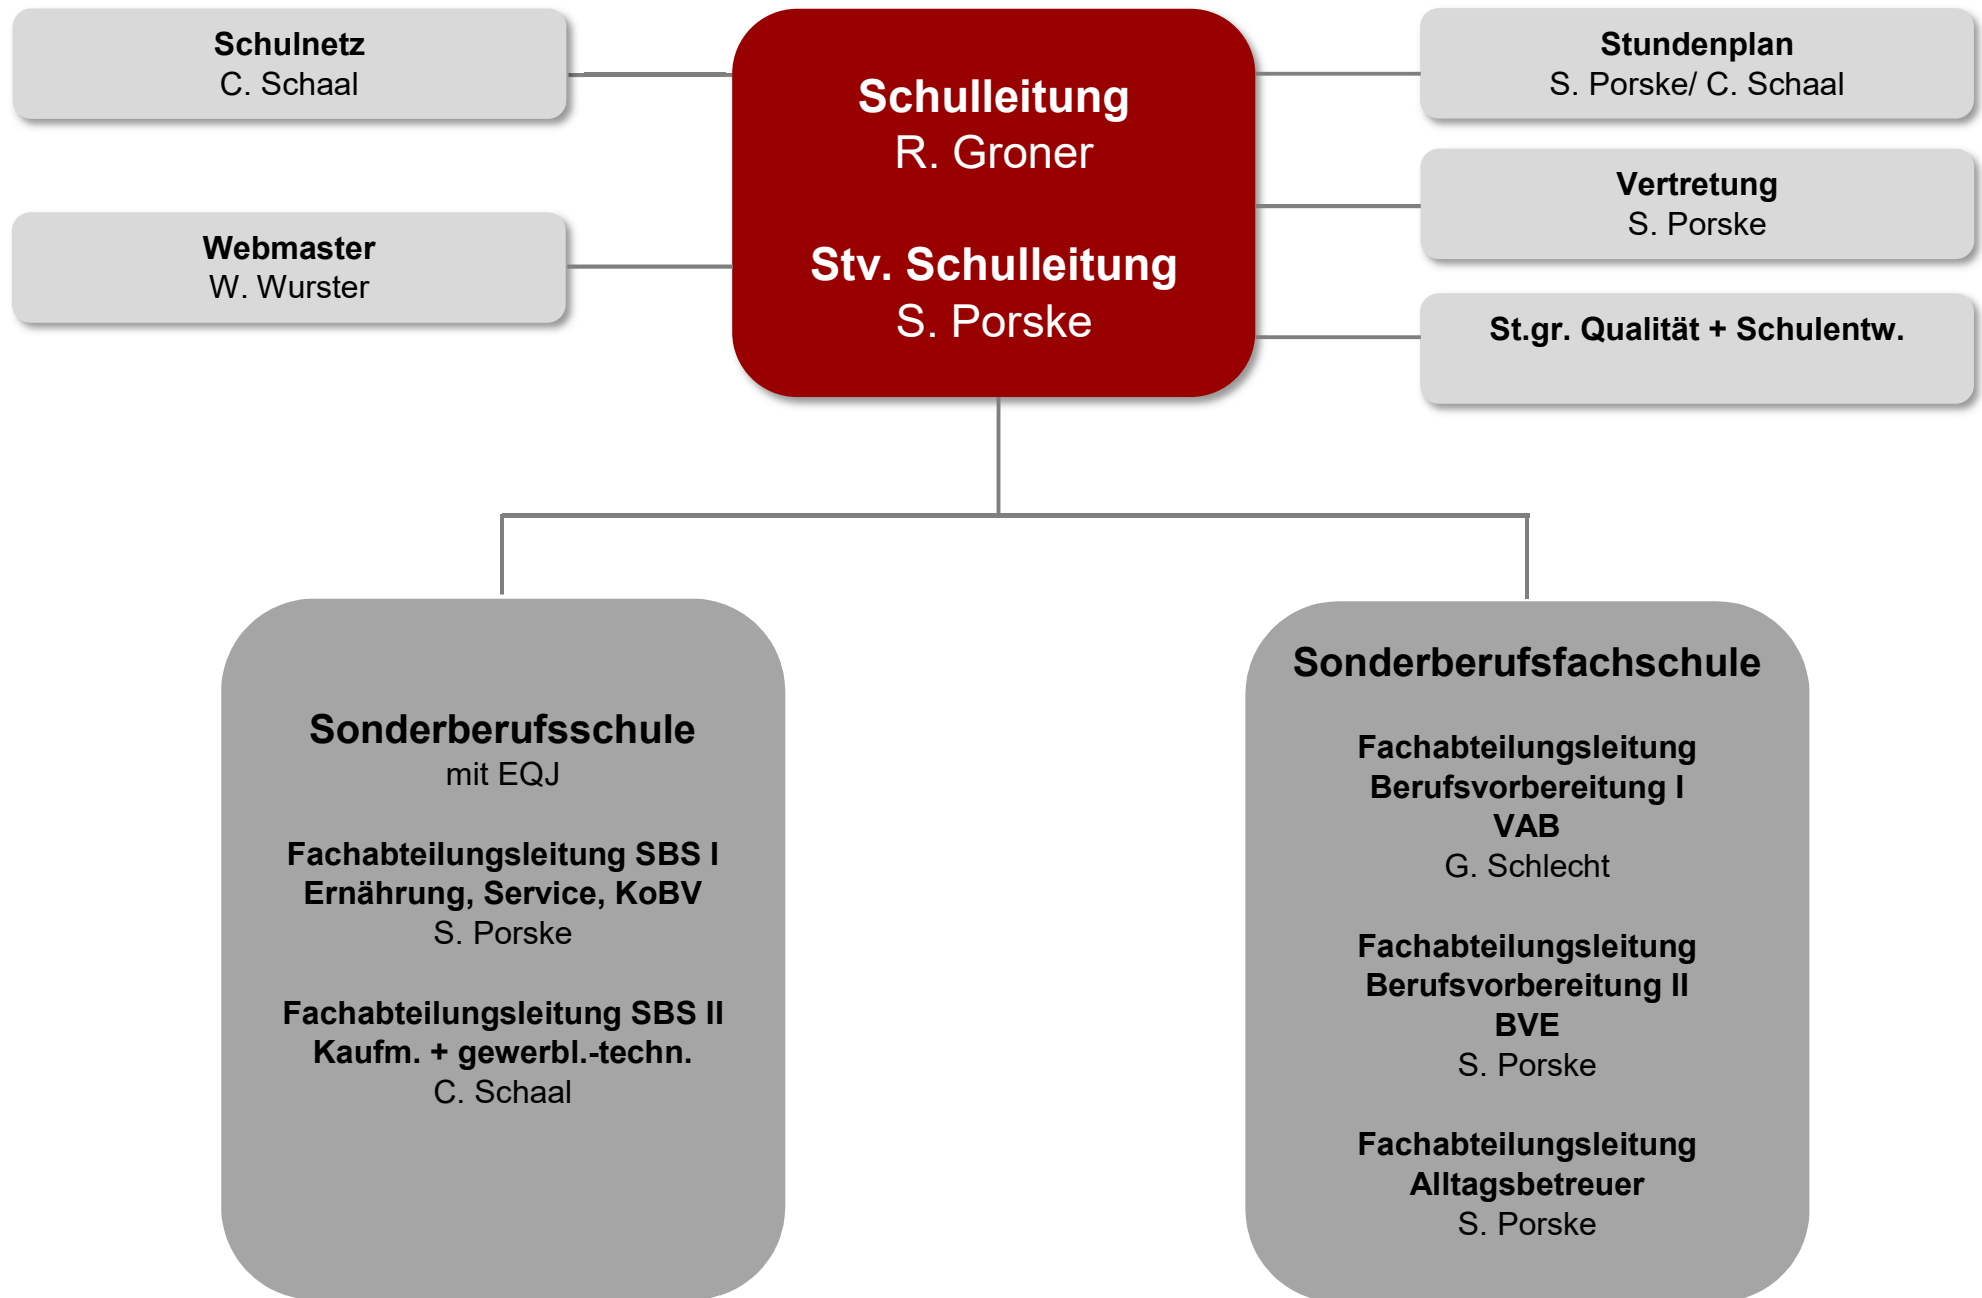 Schulnetz
C. Schaal
Webmaster
W. Wurster
Schulleitung
R. Groner
Stv. Schulleitung
S. Porske
Stundenplan
S. Porske/ C. Schaal
Vertretung
S. Porske
St.gr. Qualität + Schulentw.
Sonderberufsschule
mit EQJ
Fachabteilungsleitung SBS I
Ernährung, Service, KoBV
S. Porske
Fachabteilungsleitung SBS II
Kaufm. + gewerbl.-techn.
C. Schaal
Sonderberufsfachschule
Fachabteilungsleitung
Berufsvorbereitung I
VAB
G. Schlecht
Fachabteilungsleitung
Berufsvorbereitung II
BVE
S. Porske
Fachabteilungsleitung
Alltagsbetreuer
S. Porske